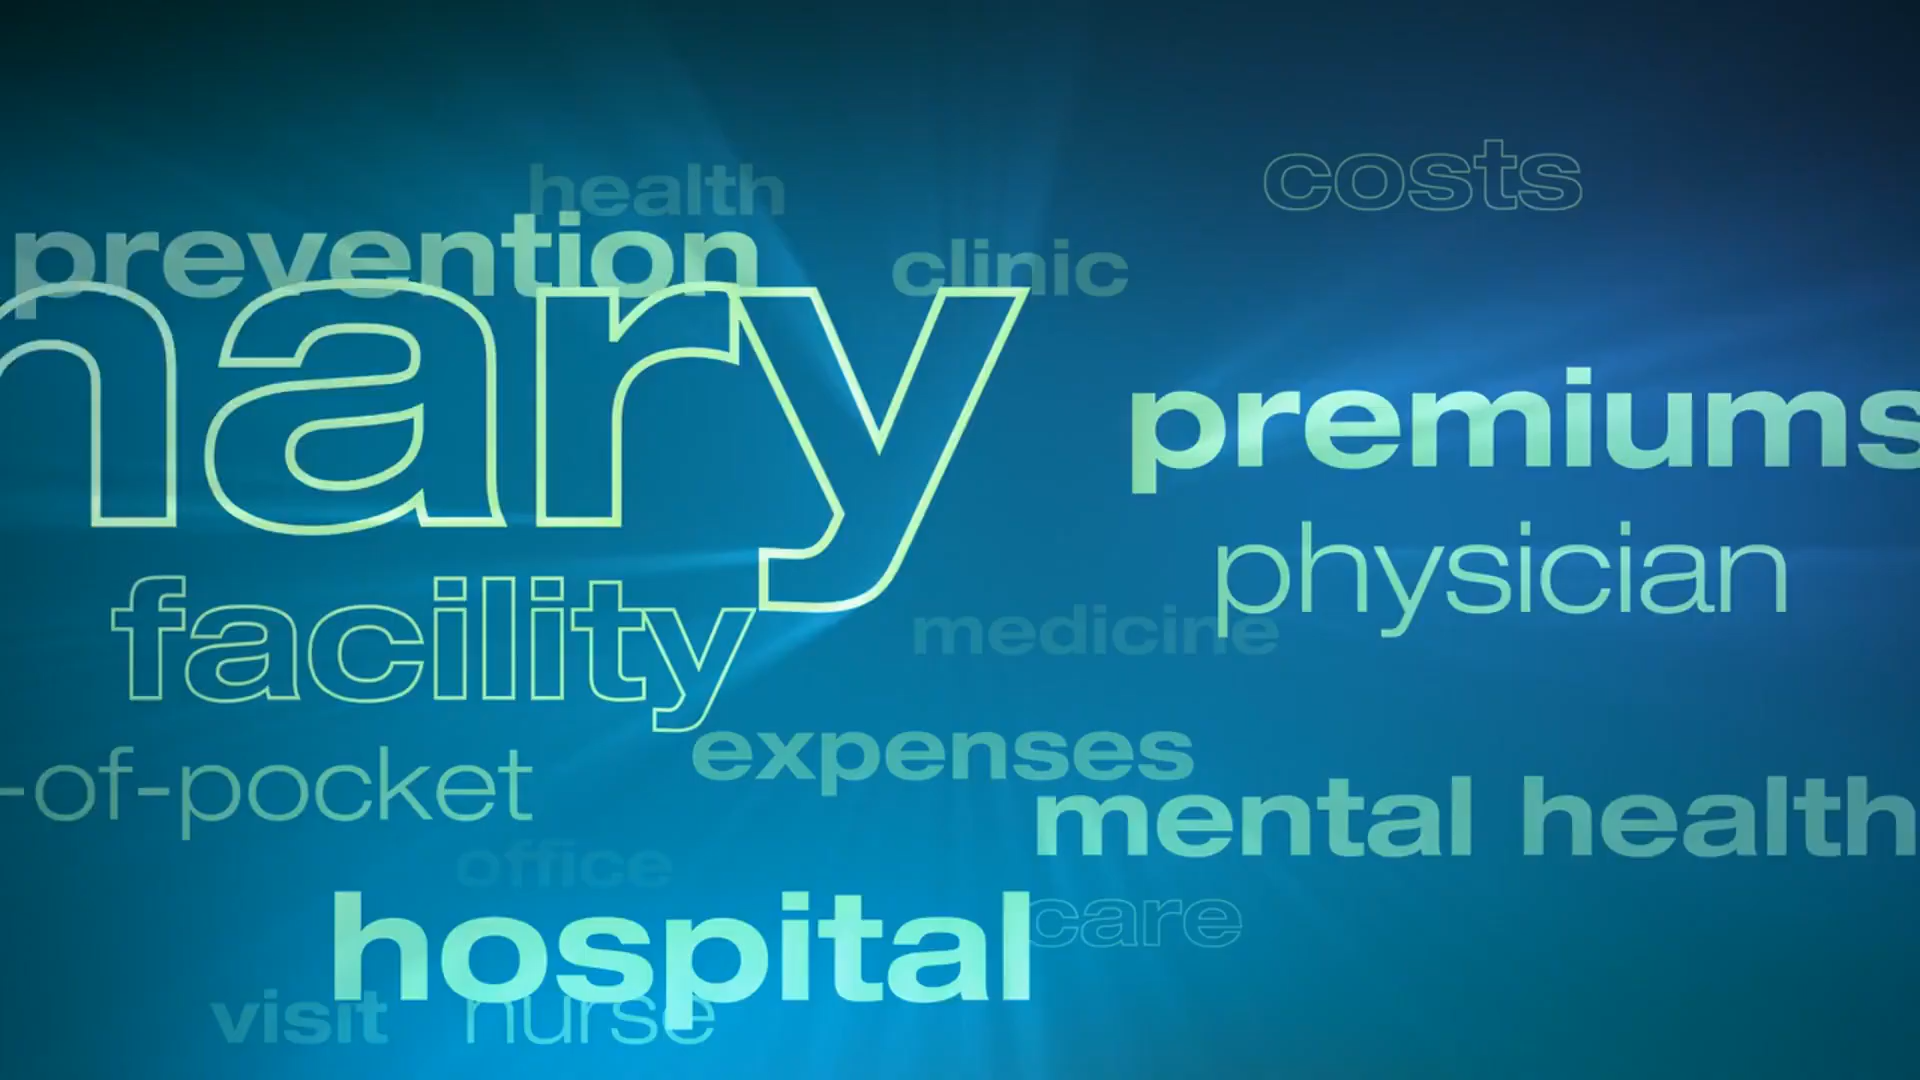 costs
health
prevention
clinic
nary
premiums
physician
facility
medicine
expenses
-of-pocket
mental health
office
hospital
care
visit
nurse